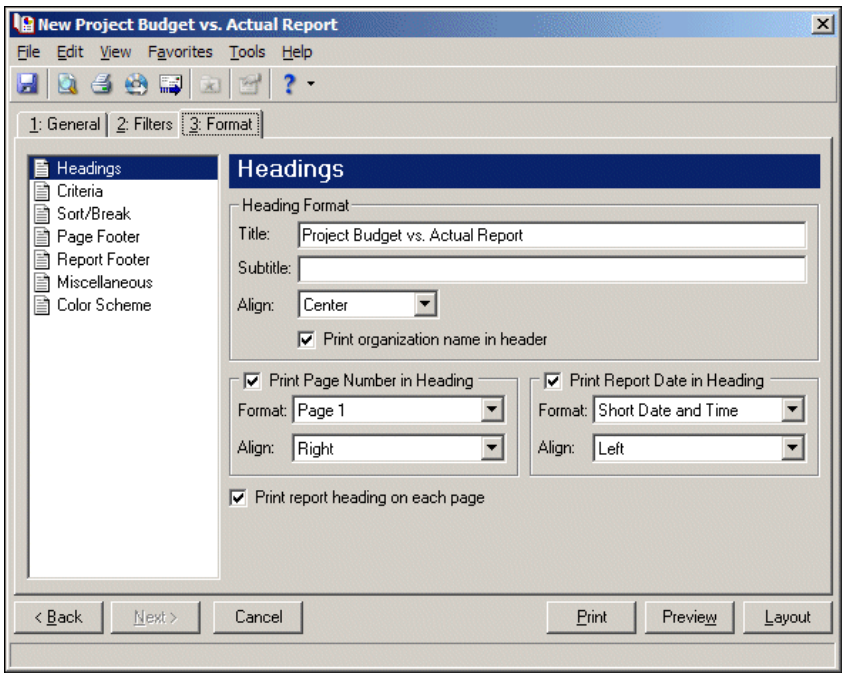 New Project Budget vs. Actual Report
File Edit View Favorites Tools Help
1: General 2: Filters 3: Format
Headings
Criteria
Sort/Break
Page Footer
Report Footer
Miscellaneous
Color Scheme
Headings
Heading Format
Title: Project Budget vs. Actual Report
Subtitle:
Align: Center
Print organization name in header
Print Page Number in Heading
Format: Page 1
Align: Right
Print Report Date in Heading
Format: Short Date and Time
Align: Left
Print report heading on each page
< Back Next > Cancel Print Preview Layout